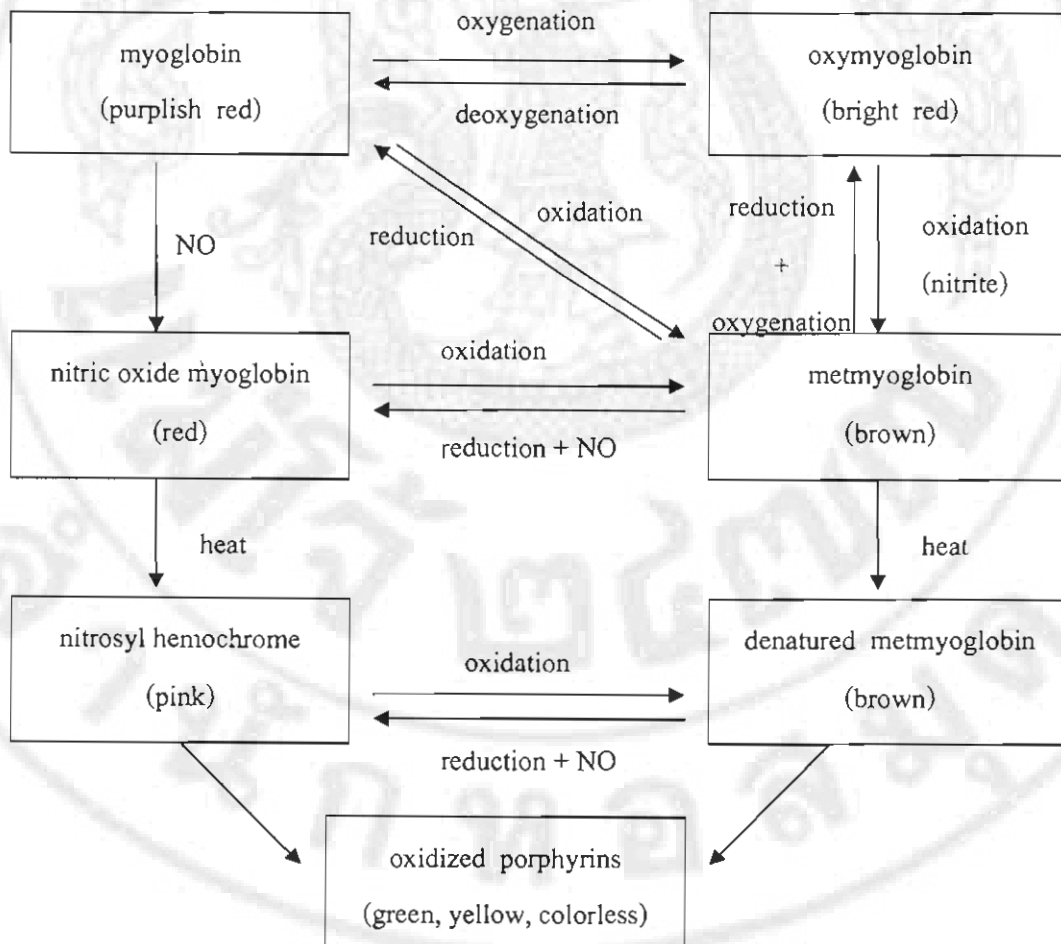 oxygenation
myoglobin
(purplish red)
oxymyoglobin
(bright red)
deoxygenation
NO
reduction
oxidation
reduction
+
oxygenation
oxidation
(nitrite)
nitric oxide myoglobin
(red)
oxidation
reduction + NO
metmyoglobin
(brown)
heat
heat
nitrosyl hemochrome
(pink)
oxidation
reduction + NO
denatured metmyoglobin
(brown)
oxidized porphyrins
(green, yellow, colorless)